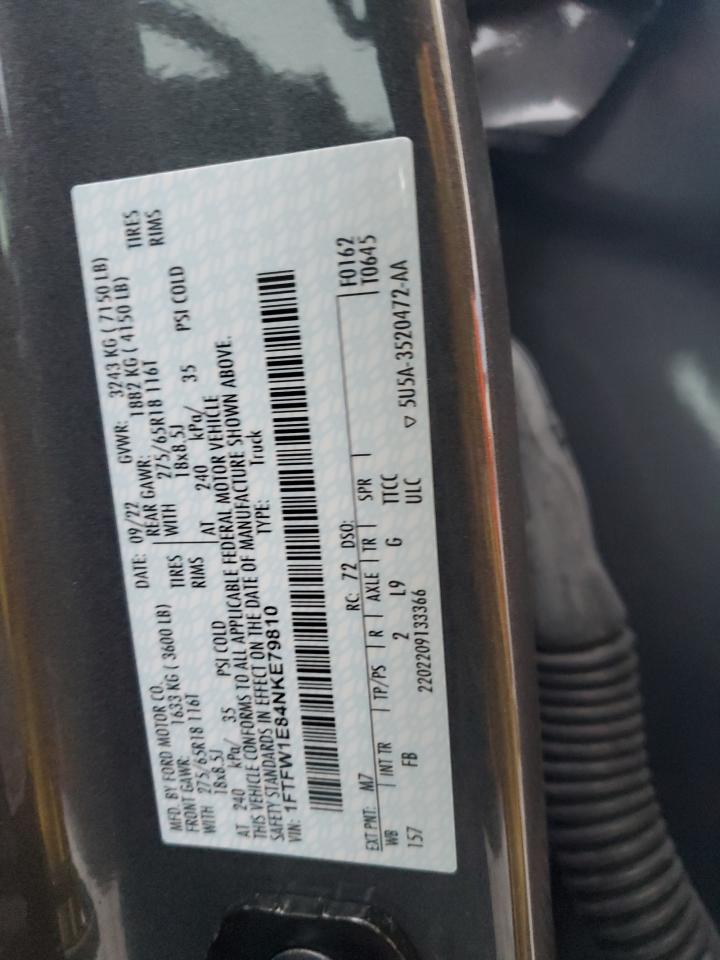 MFD. BY FORD MOTOR CO.
DATE: 09/22 GVWR: 3243 KG ( 7150 LB)
FRONT GAWR: 1633 KG ( 3600 LB) REAR GAWR: 1882 KG ( 4150 LB)
WITH 275/65R18 116T TIRES WITH 275/65R18 116T TIRES
18x8.5J RIMS 18x8.5J RIMS
AT 240 kPa/ 35 PSI COLD AT 240 kPa/ 35 PSI COLD
THIS VEHICLE CONFORMS TO ALL APPLICABLE FEDERAL MOTOR VEHICLE
SAFETY STANDARDS IN EFFECT ON THE DATE OF MANUFACTURE SHOWN ABOVE.
VIN: 1FTFW1E84NKE79810 TYPE: Truck
EXT PNT: M7 RC: 72 DSO: F0162
WB INT TR TP/PS R AXLE TR SPR T0645
157 FB 2 L9 G TTCC
2202209133366 ULC ▽ 5U5A-3520472-AA